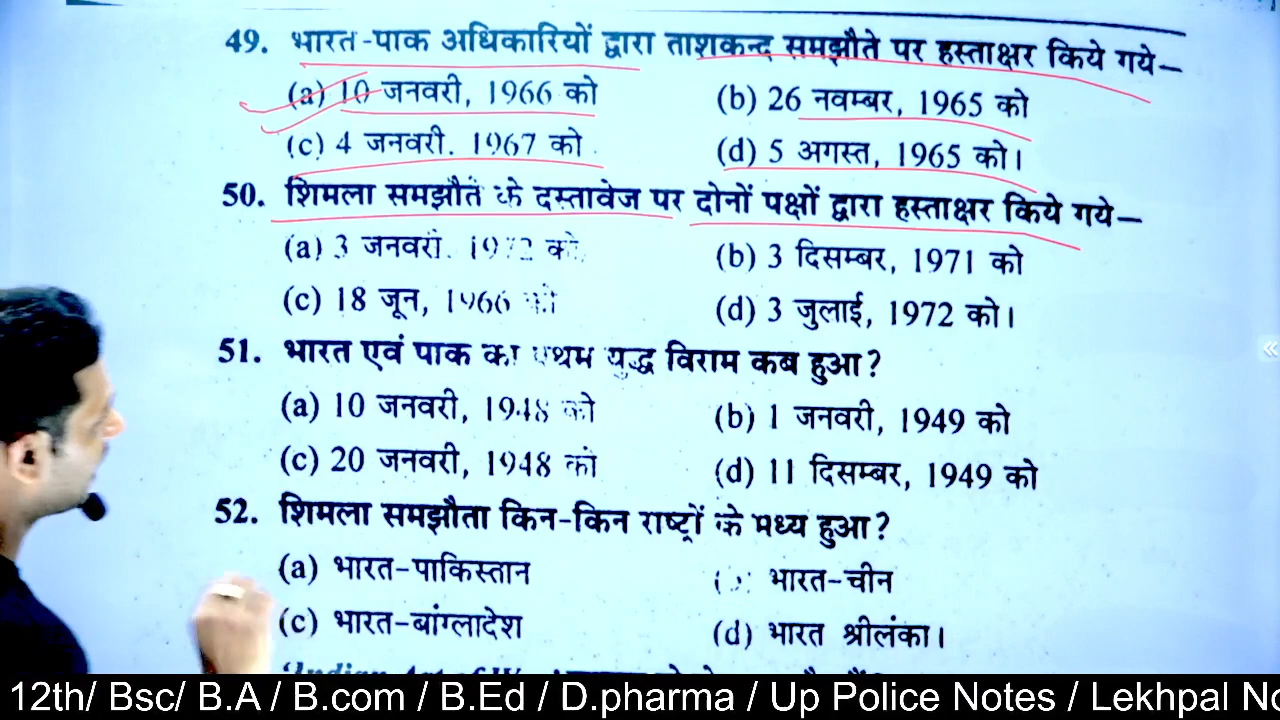 49. भारत-पाक अधिकारियों द्वारा ताशकन्द समझौते पर हस्ताक्षर किये गये—
(a) 10 जनवरी, 1966 को (b) 26 नवम्बर, 1965 को
(c) 4 जनवरी. 1967 को (d) 5 अगस्त, 1965 को।
50. शिमला समझौते के दस्तावेज पर दोनों पक्षों द्वारा हस्ताक्षर किये गये—
(a) 3 जनवरी. 1972 को (b) 3 दिसम्बर, 1971 को
(c) 18 जून, 1966 को (d) 3 जुलाई, 1972 को।
51. भारत एवं पाक का प्रथम युद्ध विराम कब हुआ?
(a) 10 जनवरी, 1948 को (b) 1 जनवरी, 1949 को
(c) 20 जनवरी, 1948 को (d) 11 दिसम्बर, 1949 को
52. शिमला समझौता किन-किन राष्ट्रों के मध्य हुआ?
(a) भारत-पाकिस्तान भारत-चीन
(c) भारत-बांग्लादेश (d) भारत श्रीलंका।
12th/ Bsc/ B.A / B.com / B.Ed / D.pharma / Up Police Notes / Lekhpal No